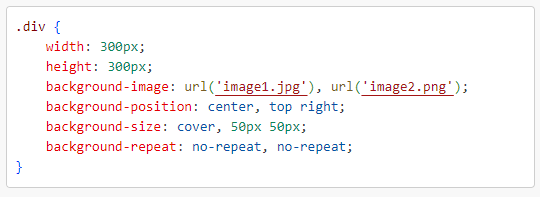 .div {
    width: 300px;
    height: 300px;
    background-image: url('image1.jpg'), url('image2.png');
    background-position: center, top right;
    background-size: cover, 50px 50px;
    background-repeat: no-repeat, no-repeat;
}